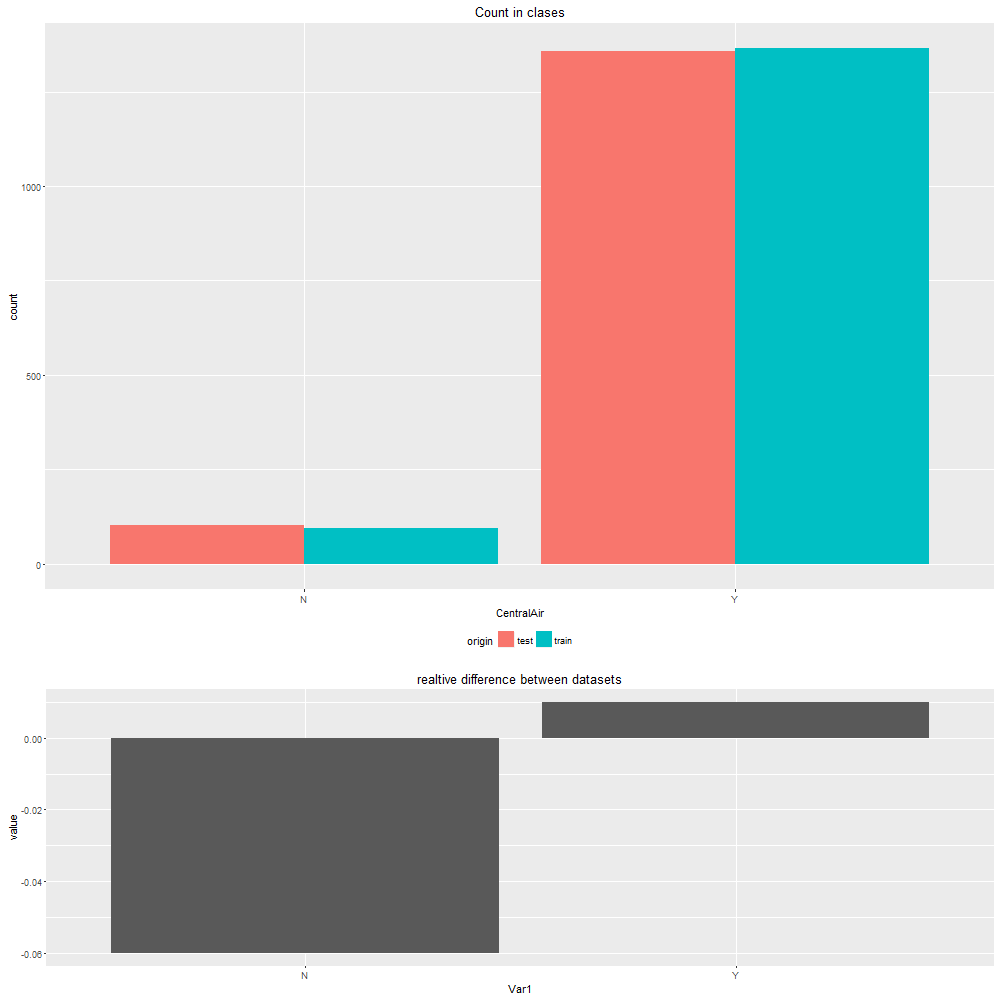 Count in clases
count
1000
500
0
N Y
CentralAir
origin test train
realtive difference between datasets
value
0.00
-0.02
-0.04
-0.06
N Y
Var1